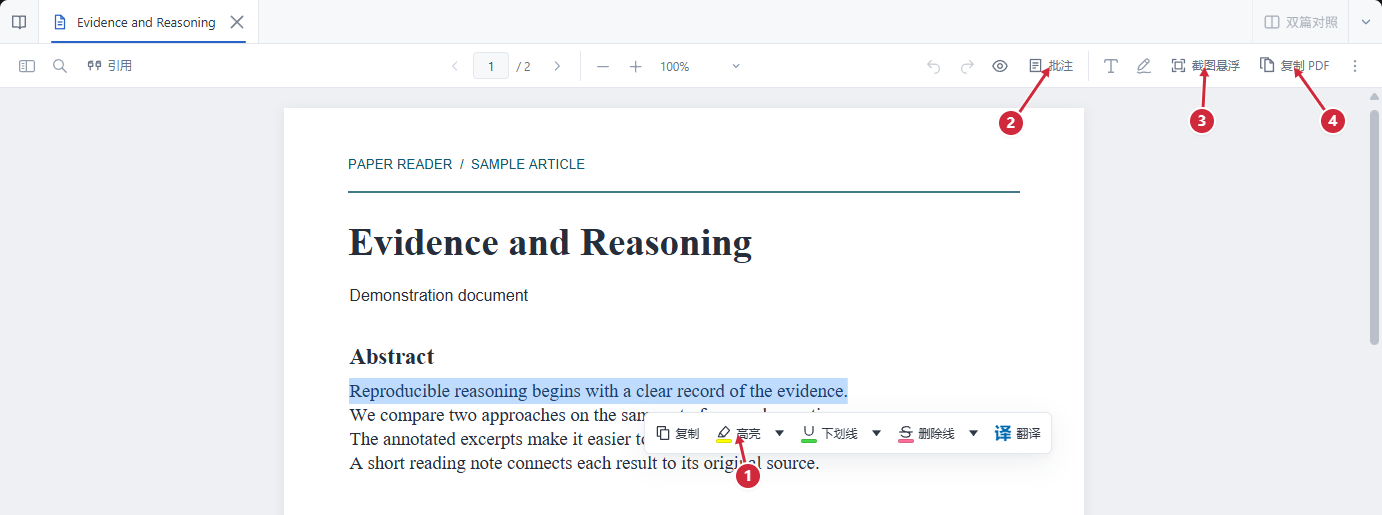 Evidence and Reasoning
双篇对照
引用
1 / 2
100%
批注
截图悬浮
复制 PDF
2
3
4
PAPER READER / SAMPLE ARTICLE
Evidence and Reasoning
Demonstration document
Abstract
Reproducible reasoning begins with a clear record of the evidence.
We compare two approaches on the
The annotated excerpts make it easier
复制
高亮
下划线
删除线
译 翻译
A short reading note connects each result to its original source.
1